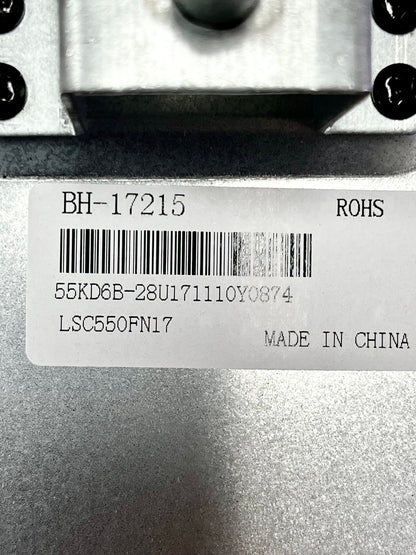 BH-17215
ROHS
55KD6B-28U171110Y0874
LSC550FN17
MADE IN CHINA